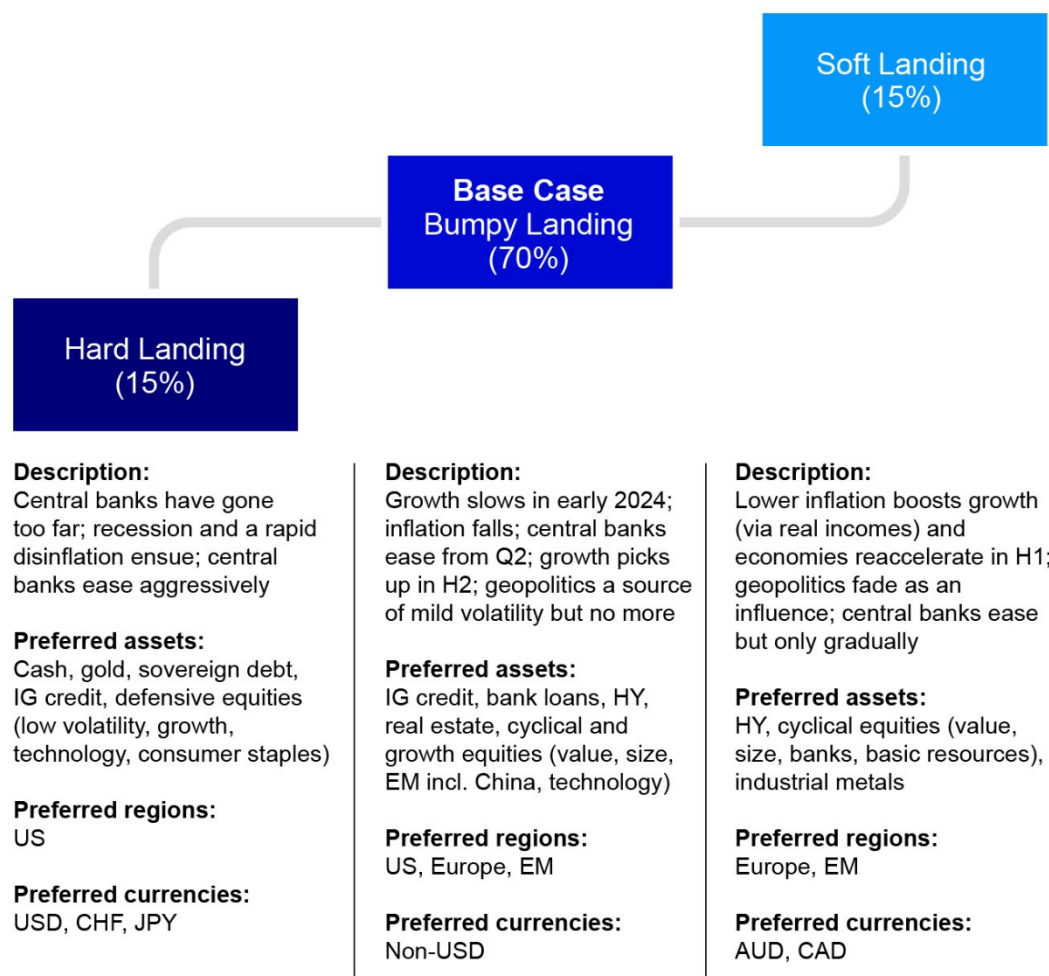 Soft Landing
(15%)
Base Case
Bumpy Landing
(70%)
Hard Landing
(15%)
Description:
Central banks have gone
too far; recession and a rapid
disinflation ensue; central
banks ease aggressively
Preferred assets:
Cash, gold, sovereign debt,
IG credit, defensive equities
(low volatility, growth,
technology, consumer staples)
Preferred regions:
US
Preferred currencies:
USD, CHF, JPY
Description:
Growth slows in early 2024;
inflation falls; central banks
ease from Q2; growth picks
up in H2; geopolitics a source
of mild volatility but no more
Preferred assets:
IG credit, bank loans, HY,
real estate, cyclical and
growth equities (value, size,
EM incl. China, technology)
Preferred regions:
US, Europe, EM
Preferred currencies:
Non-USD
Description:
Lower inflation boosts growth
(via real incomes) and
economies reaccelerate in H1;
geopolitics fade as an
influence; central banks ease
but only gradually
Preferred assets:
HY, cyclical equities (value,
size, banks, basic resources),
industrial metals
Preferred regions:
Europe, EM
Preferred currencies:
AUD, CAD